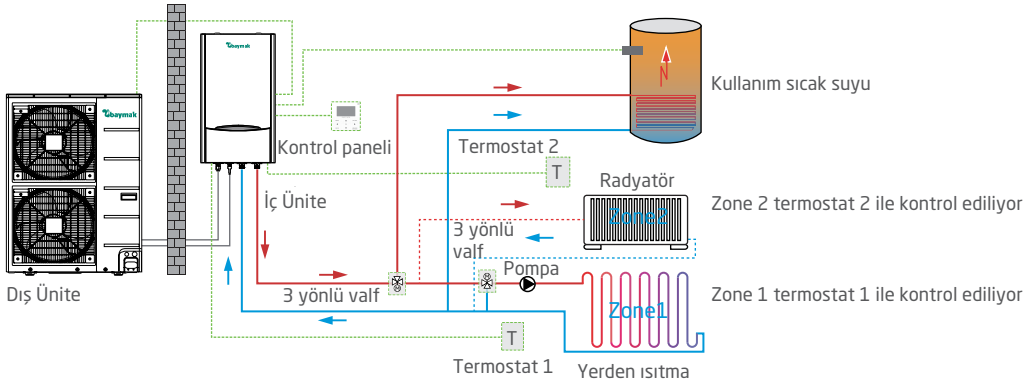 baymak
baymak
Kontrol paneli
İç Ünite
Dış Ünite
Kullanım sıcak suyu
Termostat 2
T
Radyatör
Zone2
Zone 2 termostat 2 ile kontrol ediliyor
3 yönlü
valf
Pompa
3 yönlü valf
Zone1
Zone 1 termostat 1 ile kontrol ediliyor
T
Termostat 1
Yerden ısıtma